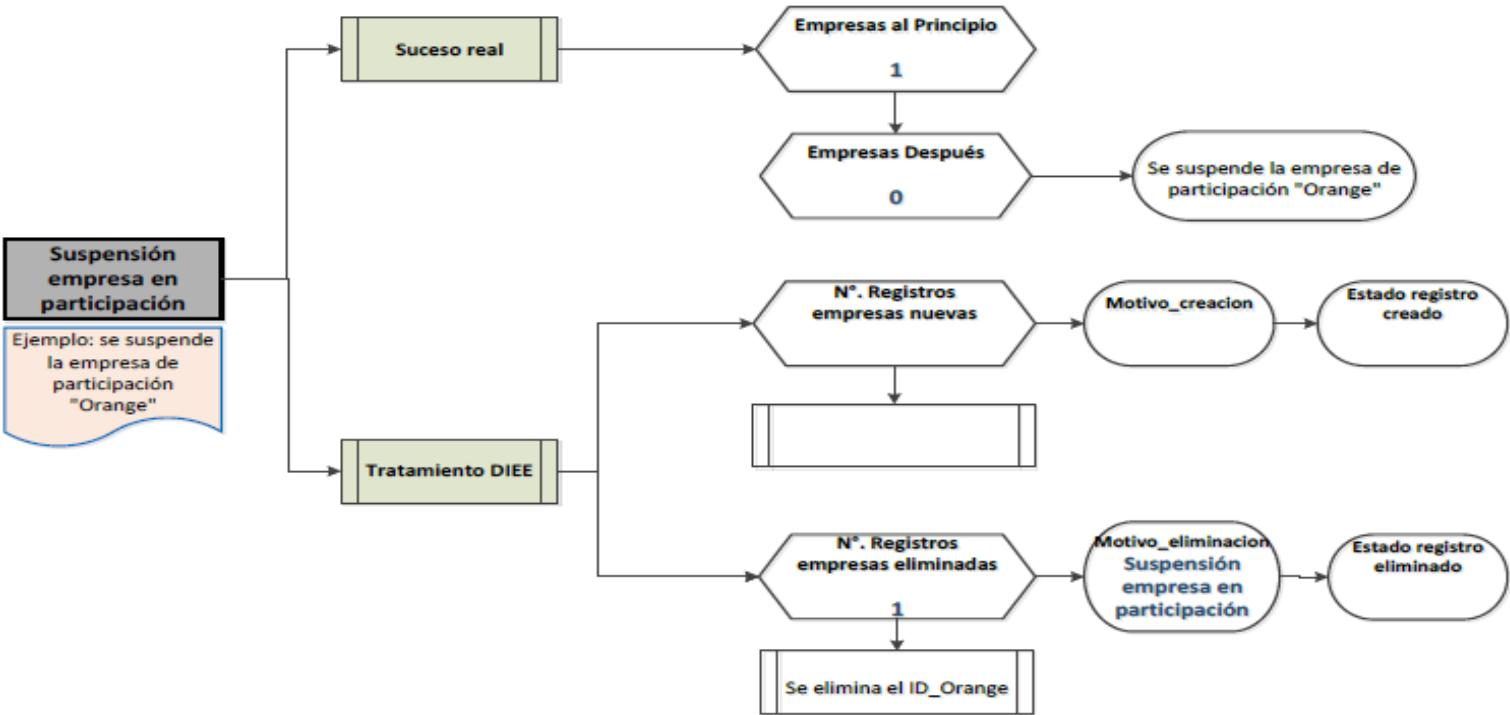 Suceso real
Empresas al Principio
1
Empresas Después
0
Se suspende la empresa de
participación "Orange"
Suspensión
empresa en
participación
Ejemplo: se suspende
la empresa de
participación
"Orange"
N°. Registros
empresas nuevas
Motivo_creacion
Estado registro
creado
Tratamiento DIEE
N°. Registros
empresas eliminadas
1
Motivo_eliminacion
Suspensión
empresa en
participación
Estado registro
eliminado
Se elimina el ID_Orange